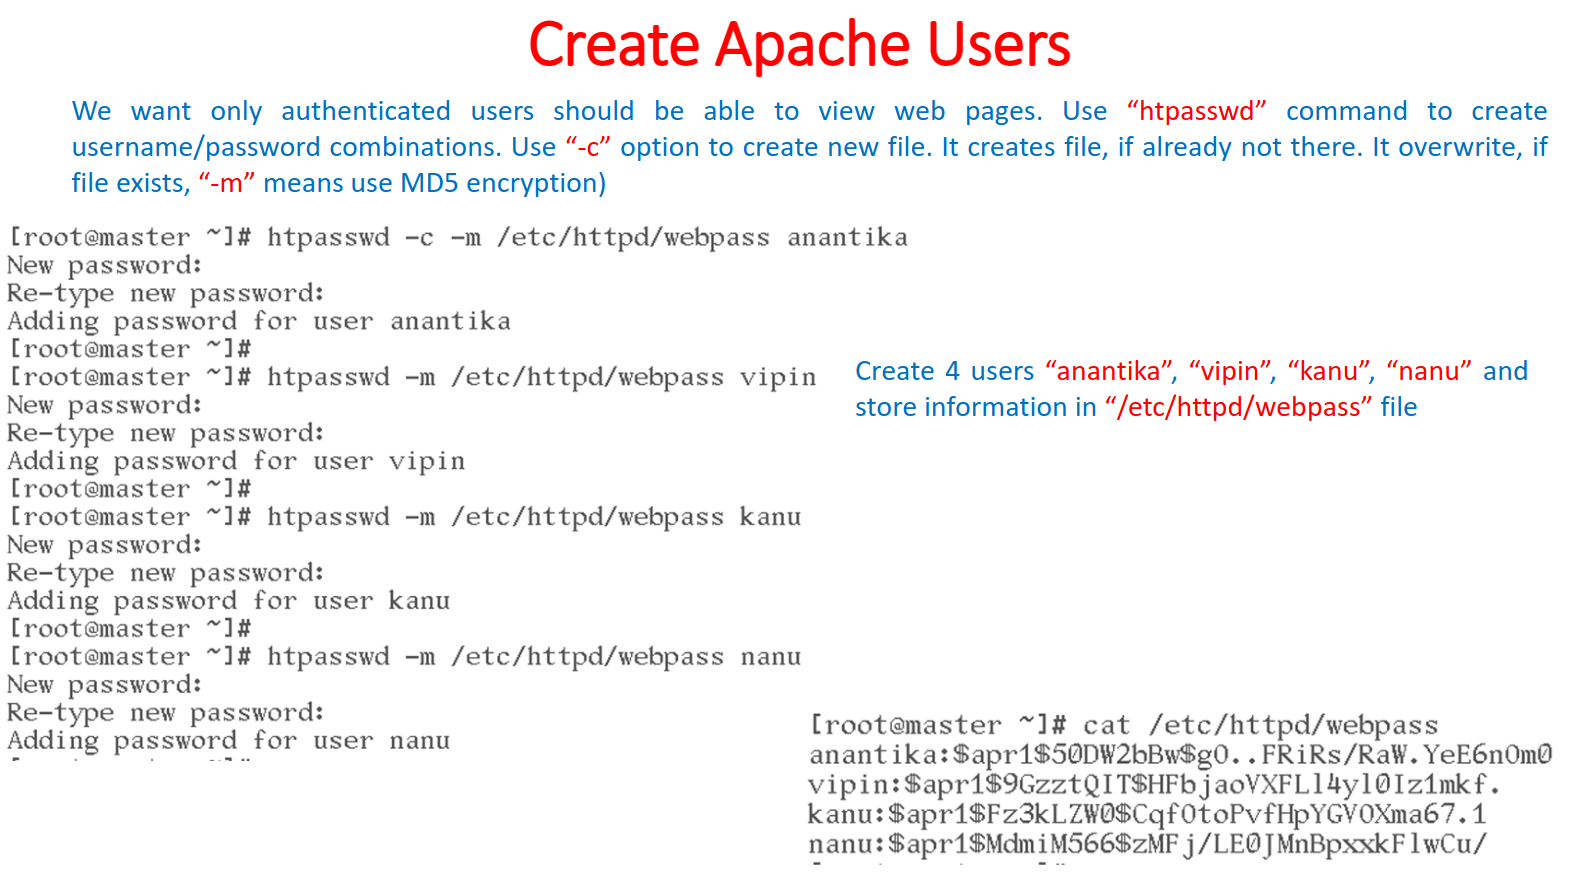 Create Apache Users
We want only authenticated users should be able to view web pages. Use “htpasswd” command to create
username/password combinations. Use “-c” option to create new file. It creates file, if already not there. It overwrite, if
file exists, “-m” means use MD5 encryption)
[root@master ~]# htpasswd -c -m /etc/httpd/webpass anantika
New password:
Re-type new password:
Adding password for user anantika
[root@master ~]#
[root@master ~]# htpasswd -m /etc/httpd/webpass vipin
New password:
Re-type new password:
Adding password for user vipin
[root@master ~]#
[root@master ~]# htpasswd -m /etc/httpd/webpass kanu
New password:
Re-type new password:
Adding password for user kanu
[root@master ~]#
[root@master ~]# htpasswd -m /etc/httpd/webpass nanu
New password:
Re-type new password:
Adding password for user nanu
Create 4 users “anantika”, “vipin”, “kanu”, “nanu” and
store information in “/etc/httpd/webpass” file
[root@master ~]# cat /etc/httpd/webpass
anantika:$apr1$50DW2bBw$gO..FRiRs/RaW.YeE6nOm0
vipin:$apr1$9GzztQIT$HFbjaoVXFLl4yl0Iz1mkf.
kanu:$apr1$Fz3kLZW0$CqfOtoPvfHpYGVOXma67.1
nanu:$apr1$MdmiM566$zMFj/LE0JMnBpxxkFlwCu/